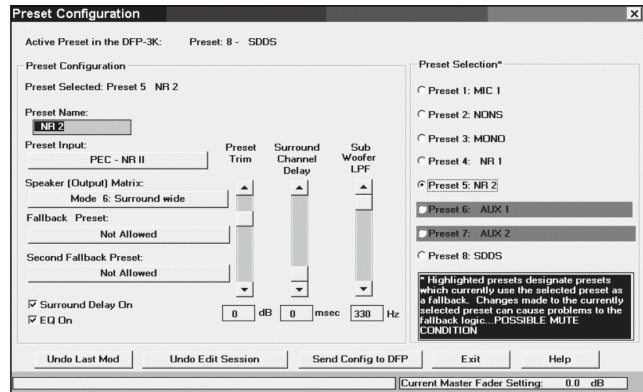 Preset Configuration
Active Preset in the DFP-3K: Preset: 8 - SDDS
Preset Configuration
Preset Selected: Preset 5 NR 2
Preset Name:
NR 2
Preset Input:
PEC - NR II
Speaker (Output) Matrix:
Mode 6: Surround wide
Fallback Preset:
Not Allowed
Second Fallback Preset:
Not Allowed
Surround Delay On
EQ On
Preset
Trim
Surround
Channel
Delay
Sub
Woofer
LPF
0 dB 0 msec 330 Hz
Preset Selection*
Preset 1: MIC 1
Preset 2: NONS
Preset 3: MONO
Preset 4: NR 1
Preset 5: NR 2
Preset 6: AUX 1
Preset 7: AUX 2
Preset 8: SDDS
* Highlighted presets designate presets
which currently use the selected preset as
a fallback. Changes made to the currently
selected preset can cause problems to the
fallback logic...POSSIBLE MUTE
CONDITION
Undo Last Mod Undo Edit Session Send Config to DFP Exit Help
Current Master Fader Setting: 0.0 dB